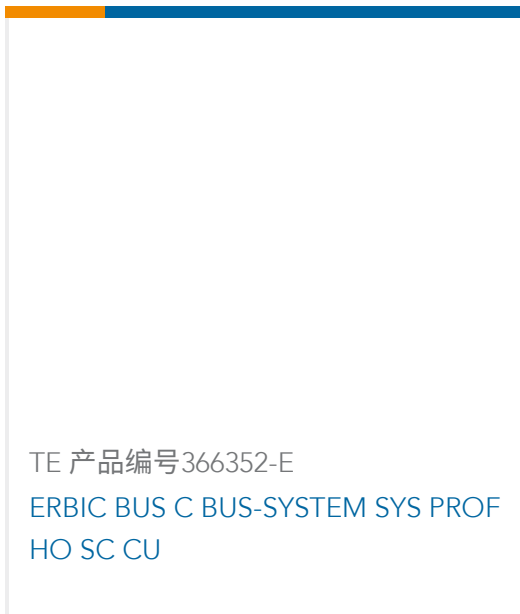 TE 产品编号366352-E
ERBIC BUS C BUS-SYSTEM SYS PROF
HO SC CU